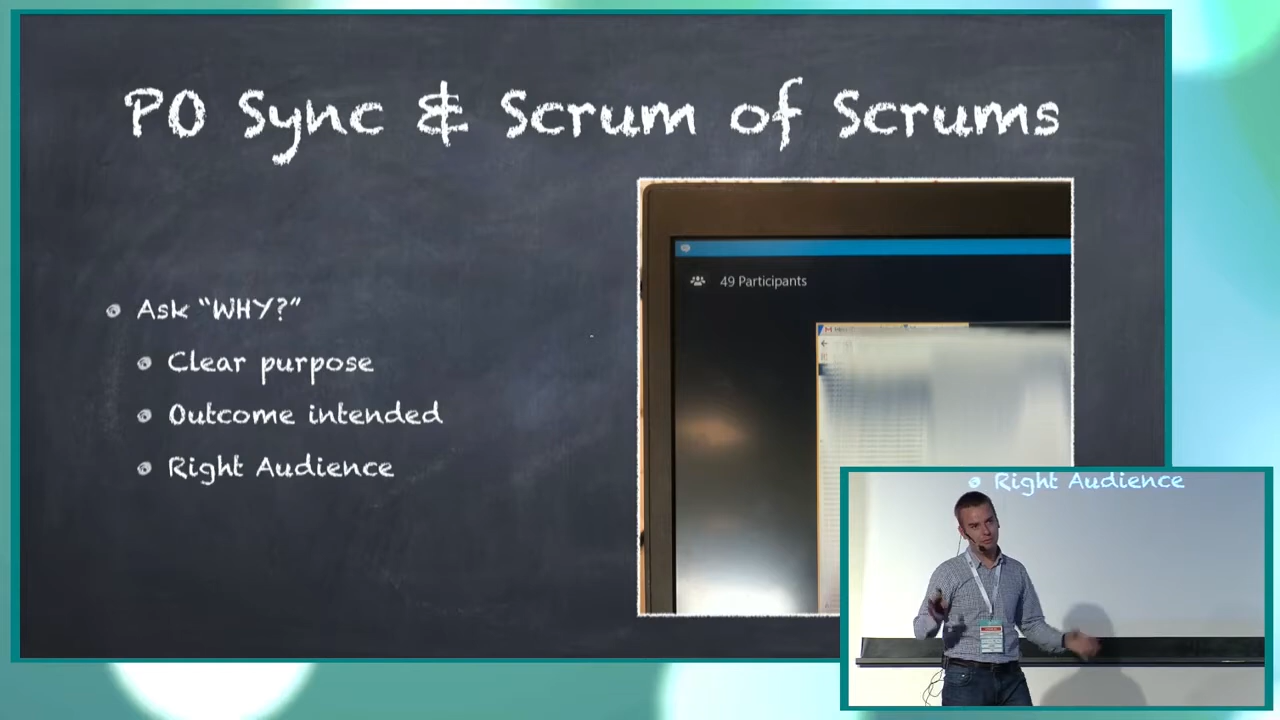 PO Sync & Scrum of Scrums
Ask “WHY?”
Clear purpose
Outcome intended
Right Audience
49 Participants
Right Audience